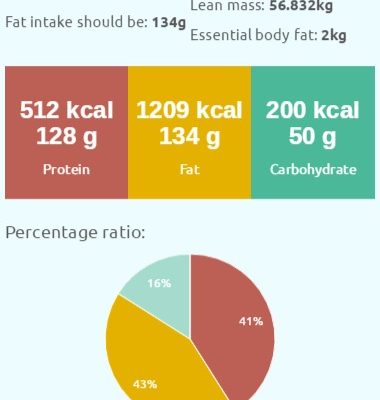 Lean mass: 56.832kg
Fat intake should be: 134g
Essential body fat: 2kg
512 kcal 1209 kcal 200 kcal
128 g 134 g 50 g
Protein Fat Carbohydrate
Percentage ratio:
16%
41%
43%